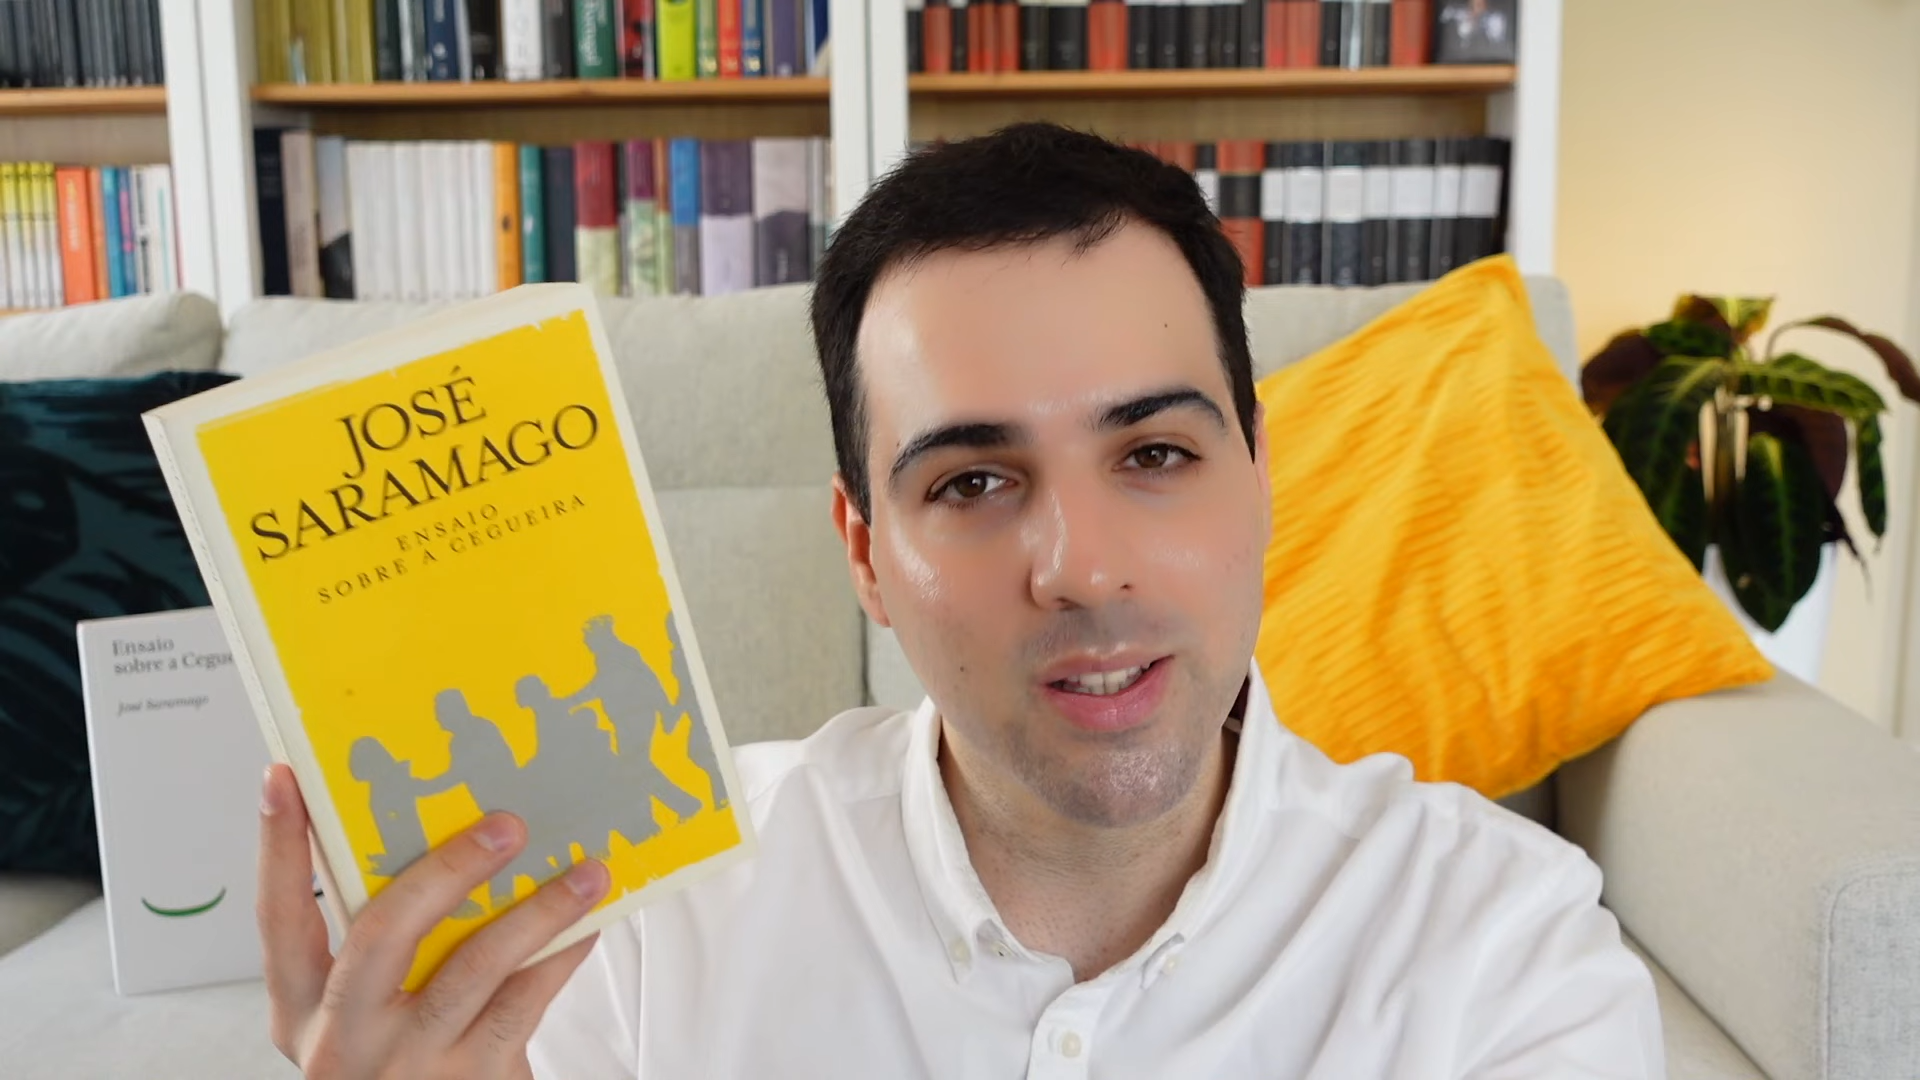 JOSÉ
SARAMAGO
ENSAIO
SOBRE A CEGUEIRA
Ensaio
sobre a Cegue
José Saramago